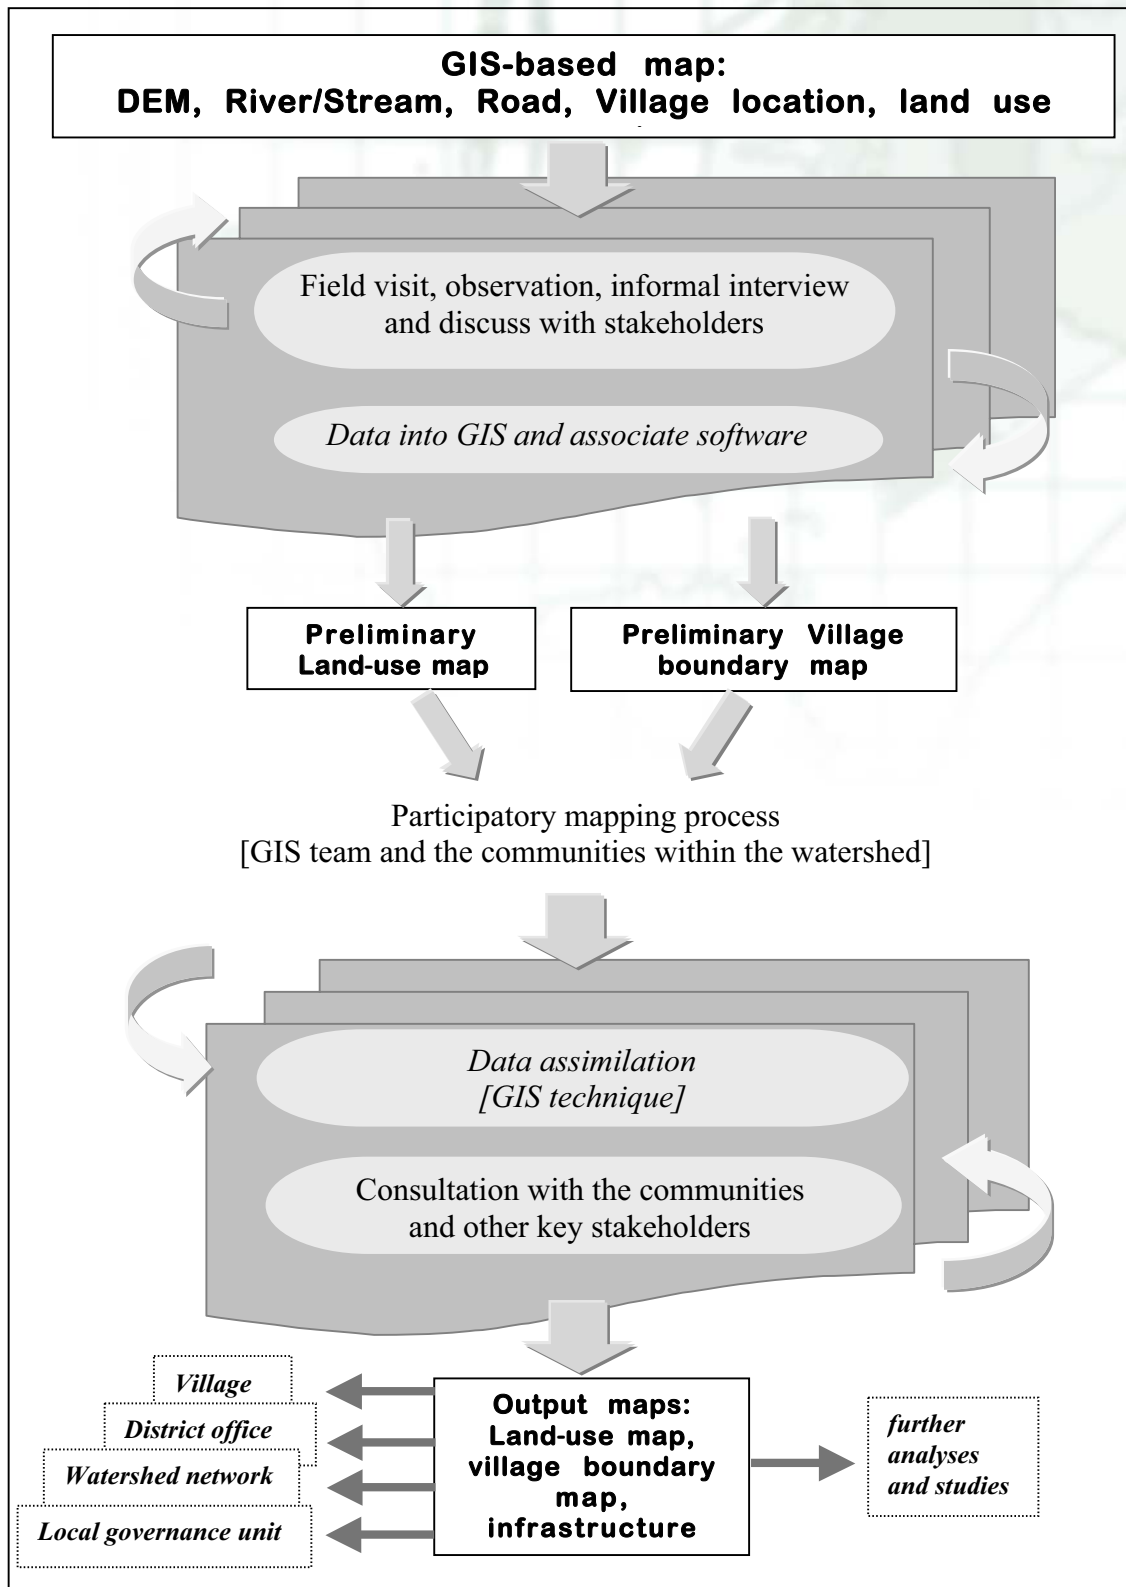 GIS-based map:
DEM, River/Stream, Road, Village location, land use
Field visit, observation, informal interview
and discuss with stakeholders
Data into GIS and associate software
Preliminary
Land-use map
Preliminary Village
boundary map
Participatory mapping process
[GIS team and the communities within the watershed]
Data assimilation
[GIS technique]
Consultation with the communities
and other key stakeholders
Village
District office
Watershed network
Local governance unit
Output maps:
Land-use map,
village boundary
map,
infrastructure
further
analyses
and studies